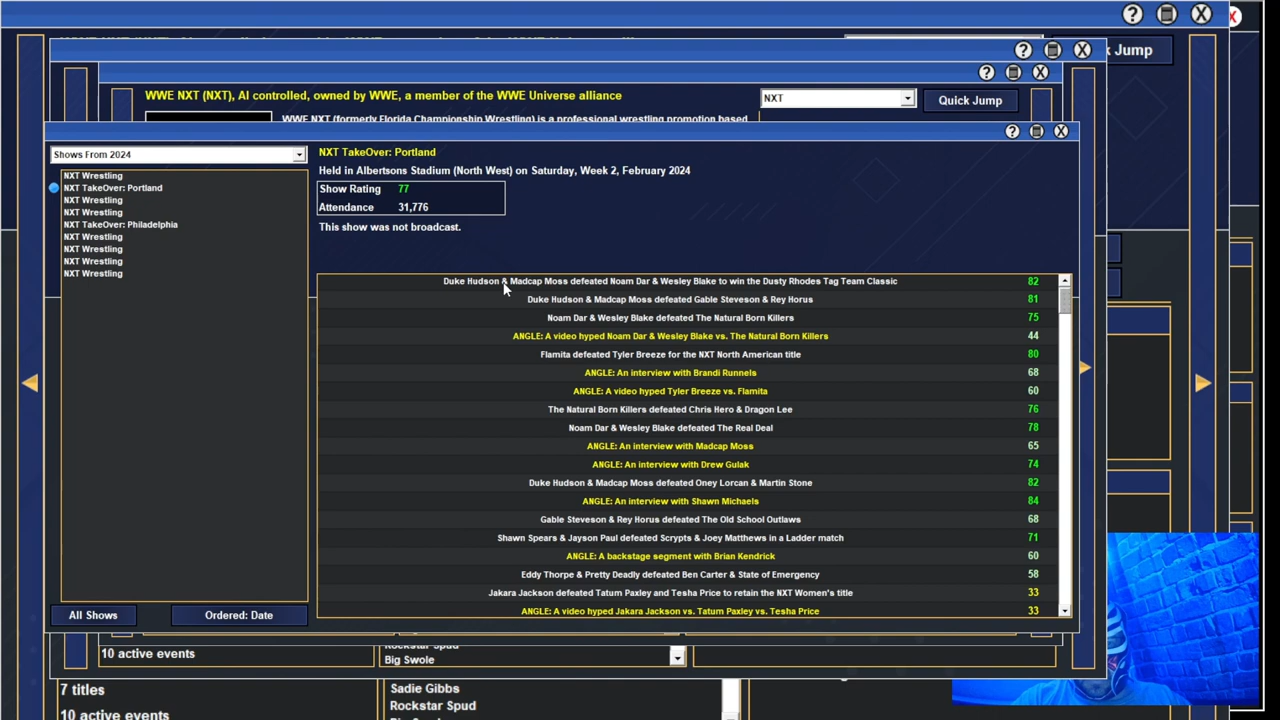 Jump
WWE NXT (NXT), AI controlled, owned by WWE, a member of the WWE Universe alliance
NXT
Quick Jump
WWE NXT (formerly Florida Championship Wrestling) is a professional wrestling promotion based
Shows From 2024
NXT Wrestling
NXT TakeOver: Portland
NXT Wrestling
NXT Wrestling
NXT TakeOver: Philadelphia
NXT Wrestling
NXT Wrestling
NXT Wrestling
NXT Wrestling
All Shows
Ordered: Date
NXT TakeOver: Portland
Held in Albertsons Stadium (North West) on Saturday, Week 2, February 2024
Show Rating 77
Attendance 31,776
This show was not broadcast.
Duke Hudson & Madcap Moss defeated Noam Dar & Wesley Blake to win the Dusty Rhodes Tag Team Classic 82
Duke Hudson & Madcap Moss defeated Gable Steveson & Rey Horus 81
Noam Dar & Wesley Blake defeated The Natural Born Killers 75
ANGLE: A video hyped Noam Dar & Wesley Blake vs. The Natural Born Killers 44
Flamita defeated Tyler Breeze for the NXT North American title 80
ANGLE: An interview with Brandi Runnels 68
ANGLE: A video hyped Tyler Breeze vs. Flamita 60
The Natural Born Killers defeated Chris Hero & Dragon Lee 76
Noam Dar & Wesley Blake defeated The Real Deal 78
ANGLE: An interview with Madcap Moss 65
ANGLE: An interview with Drew Gulak 74
Duke Hudson & Madcap Moss defeated Oney Lorcan & Martin Stone 82
ANGLE: An interview with Shawn Michaels 84
Gable Steveson & Rey Horus defeated The Old School Outlaws 68
Shawn Spears & Jayson Paul defeated Scrypts & Joey Matthews in a Ladder match 71
ANGLE: A backstage segment with Brian Kendrick 60
Eddy Thorpe & Pretty Deadly defeated Ben Carter & State of Emergency 58
Jakara Jackson defeated Tatum Paxley and Tesha Price to retain the NXT Women's title 33
ANGLE: A video hyped Jakara Jackson vs. Tatum Paxley vs. Tesha Price 33
10 active events
Rockstar Spud
Big Swole
7 titles
10 active events
Sadie Gibbs
Rockstar Spud